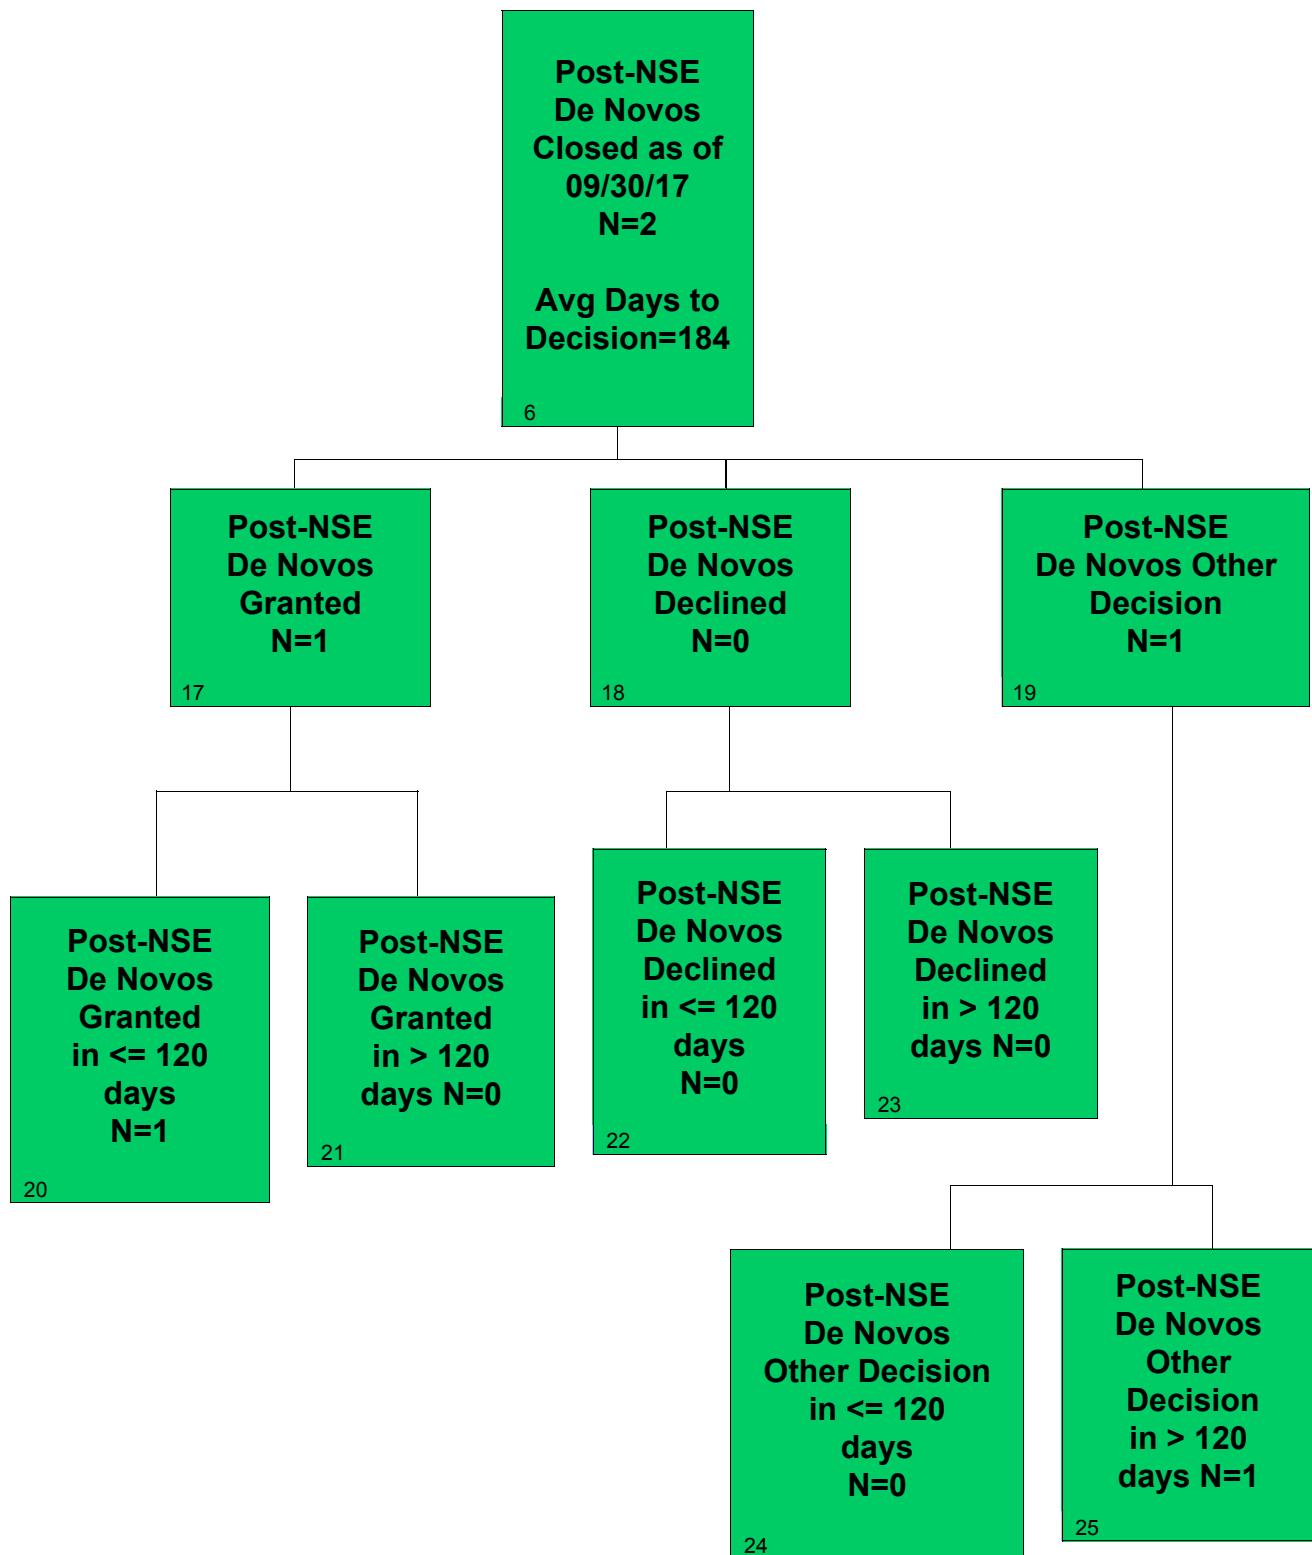 Post-NSE
De Novos
Closed as of
09/30/17
N=2
Avg Days to
Decision=184
6
Post-NSE
De Novos
Granted
N=1
17
Post-NSE
De Novos
Declined
N=0
18
Post-NSE
De Novos Other
Decision
N=1
19
Post-NSE
De Novos
Granted
in <= 120
days
N=1
20
Post-NSE
De Novos
Granted
in > 120
days N=0
21
Post-NSE
De Novos
Declined
in <= 120
days
N=0
22
Post-NSE
De Novos
Declined
in > 120
days N=0
23
Post-NSE
De Novos
Other Decision
in <= 120
days
N=0
24
Post-NSE
De Novos
Other
Decision
in > 120
days N=1
25